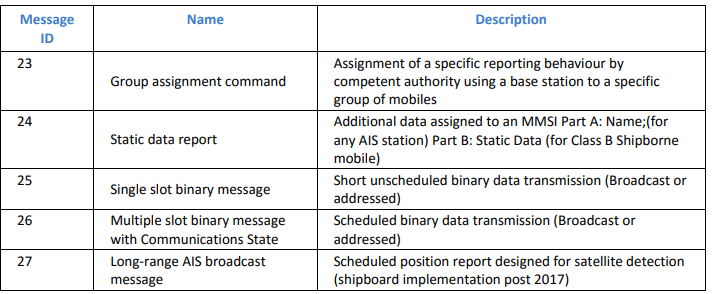 Message ID
Name
Description
23
Group assignment command
Assignment of a specific reporting behaviour by
competent authority using a base station to a specific
group of mobiles
24
Static data report
Additional data assigned to an MMSI Part A: Name;(for
any AIS station) Part B: Static Data (for Class B Shipborne
mobile)
25
Single slot binary message
Short unscheduled binary data transmission (Broadcast or
addressed)
26
Multiple slot binary message
with Communications State
Scheduled binary data transmission (Broadcast or
addressed)
27
Long-range AIS broadcast
message
Scheduled position report designed for satellite detection
(shipboard implementation post 2017)